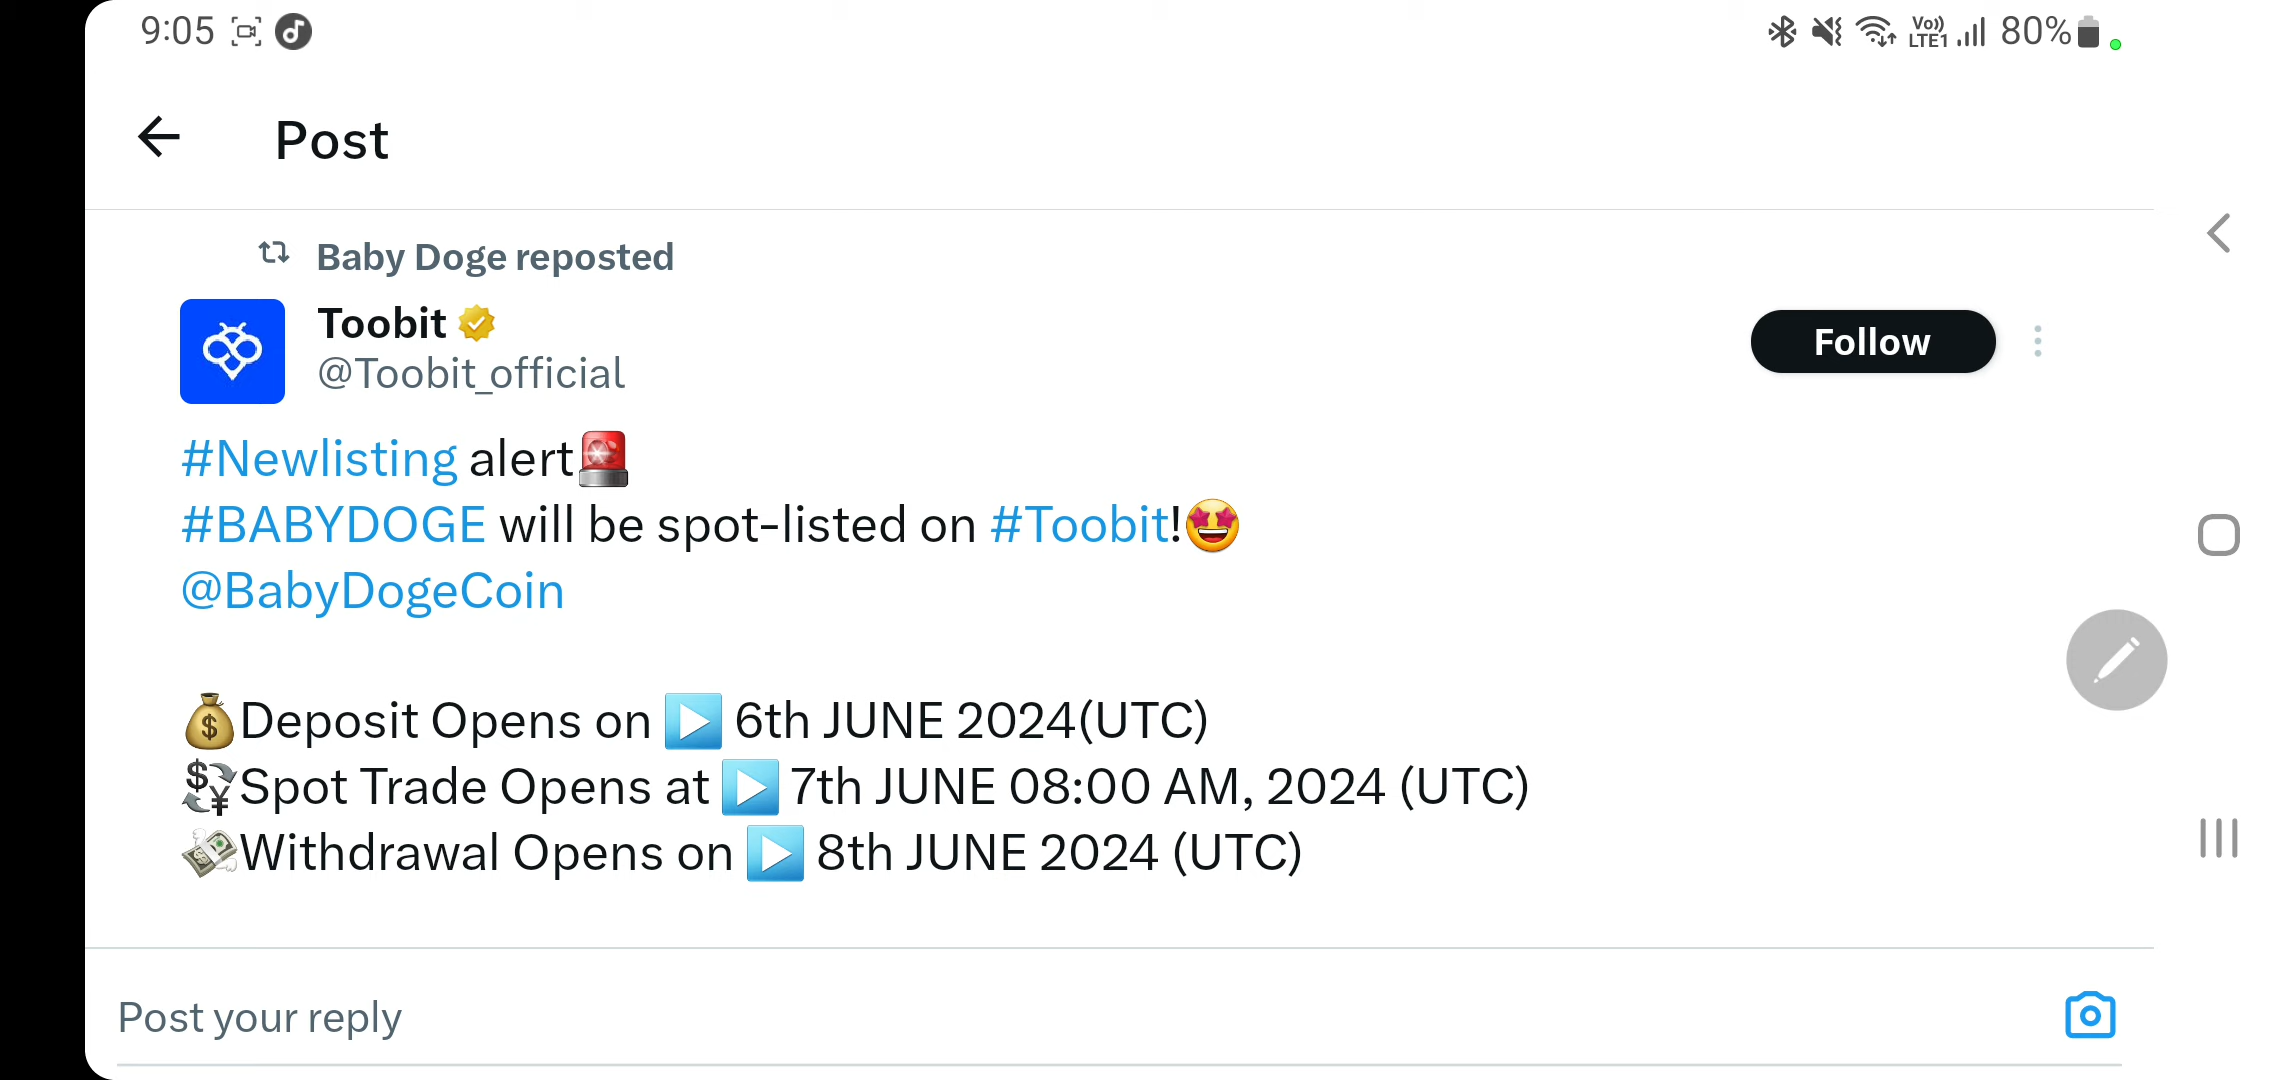 9:05
Vo)) LTE1 80%
Post
Baby Doge reposted
Toobit
@Toobit_official
Follow
#Newlisting alert🚨
#BABYDOGE will be spot-listed on #Toobit!🤩
@BabyDogeCoin
💰Deposit Opens on ▶️ 6th JUNE 2024(UTC)
💱Spot Trade Opens at ▶️ 7th JUNE 08:00 AM, 2024 (UTC)
💸Withdrawal Opens on ▶️ 8th JUNE 2024 (UTC)
Post your reply